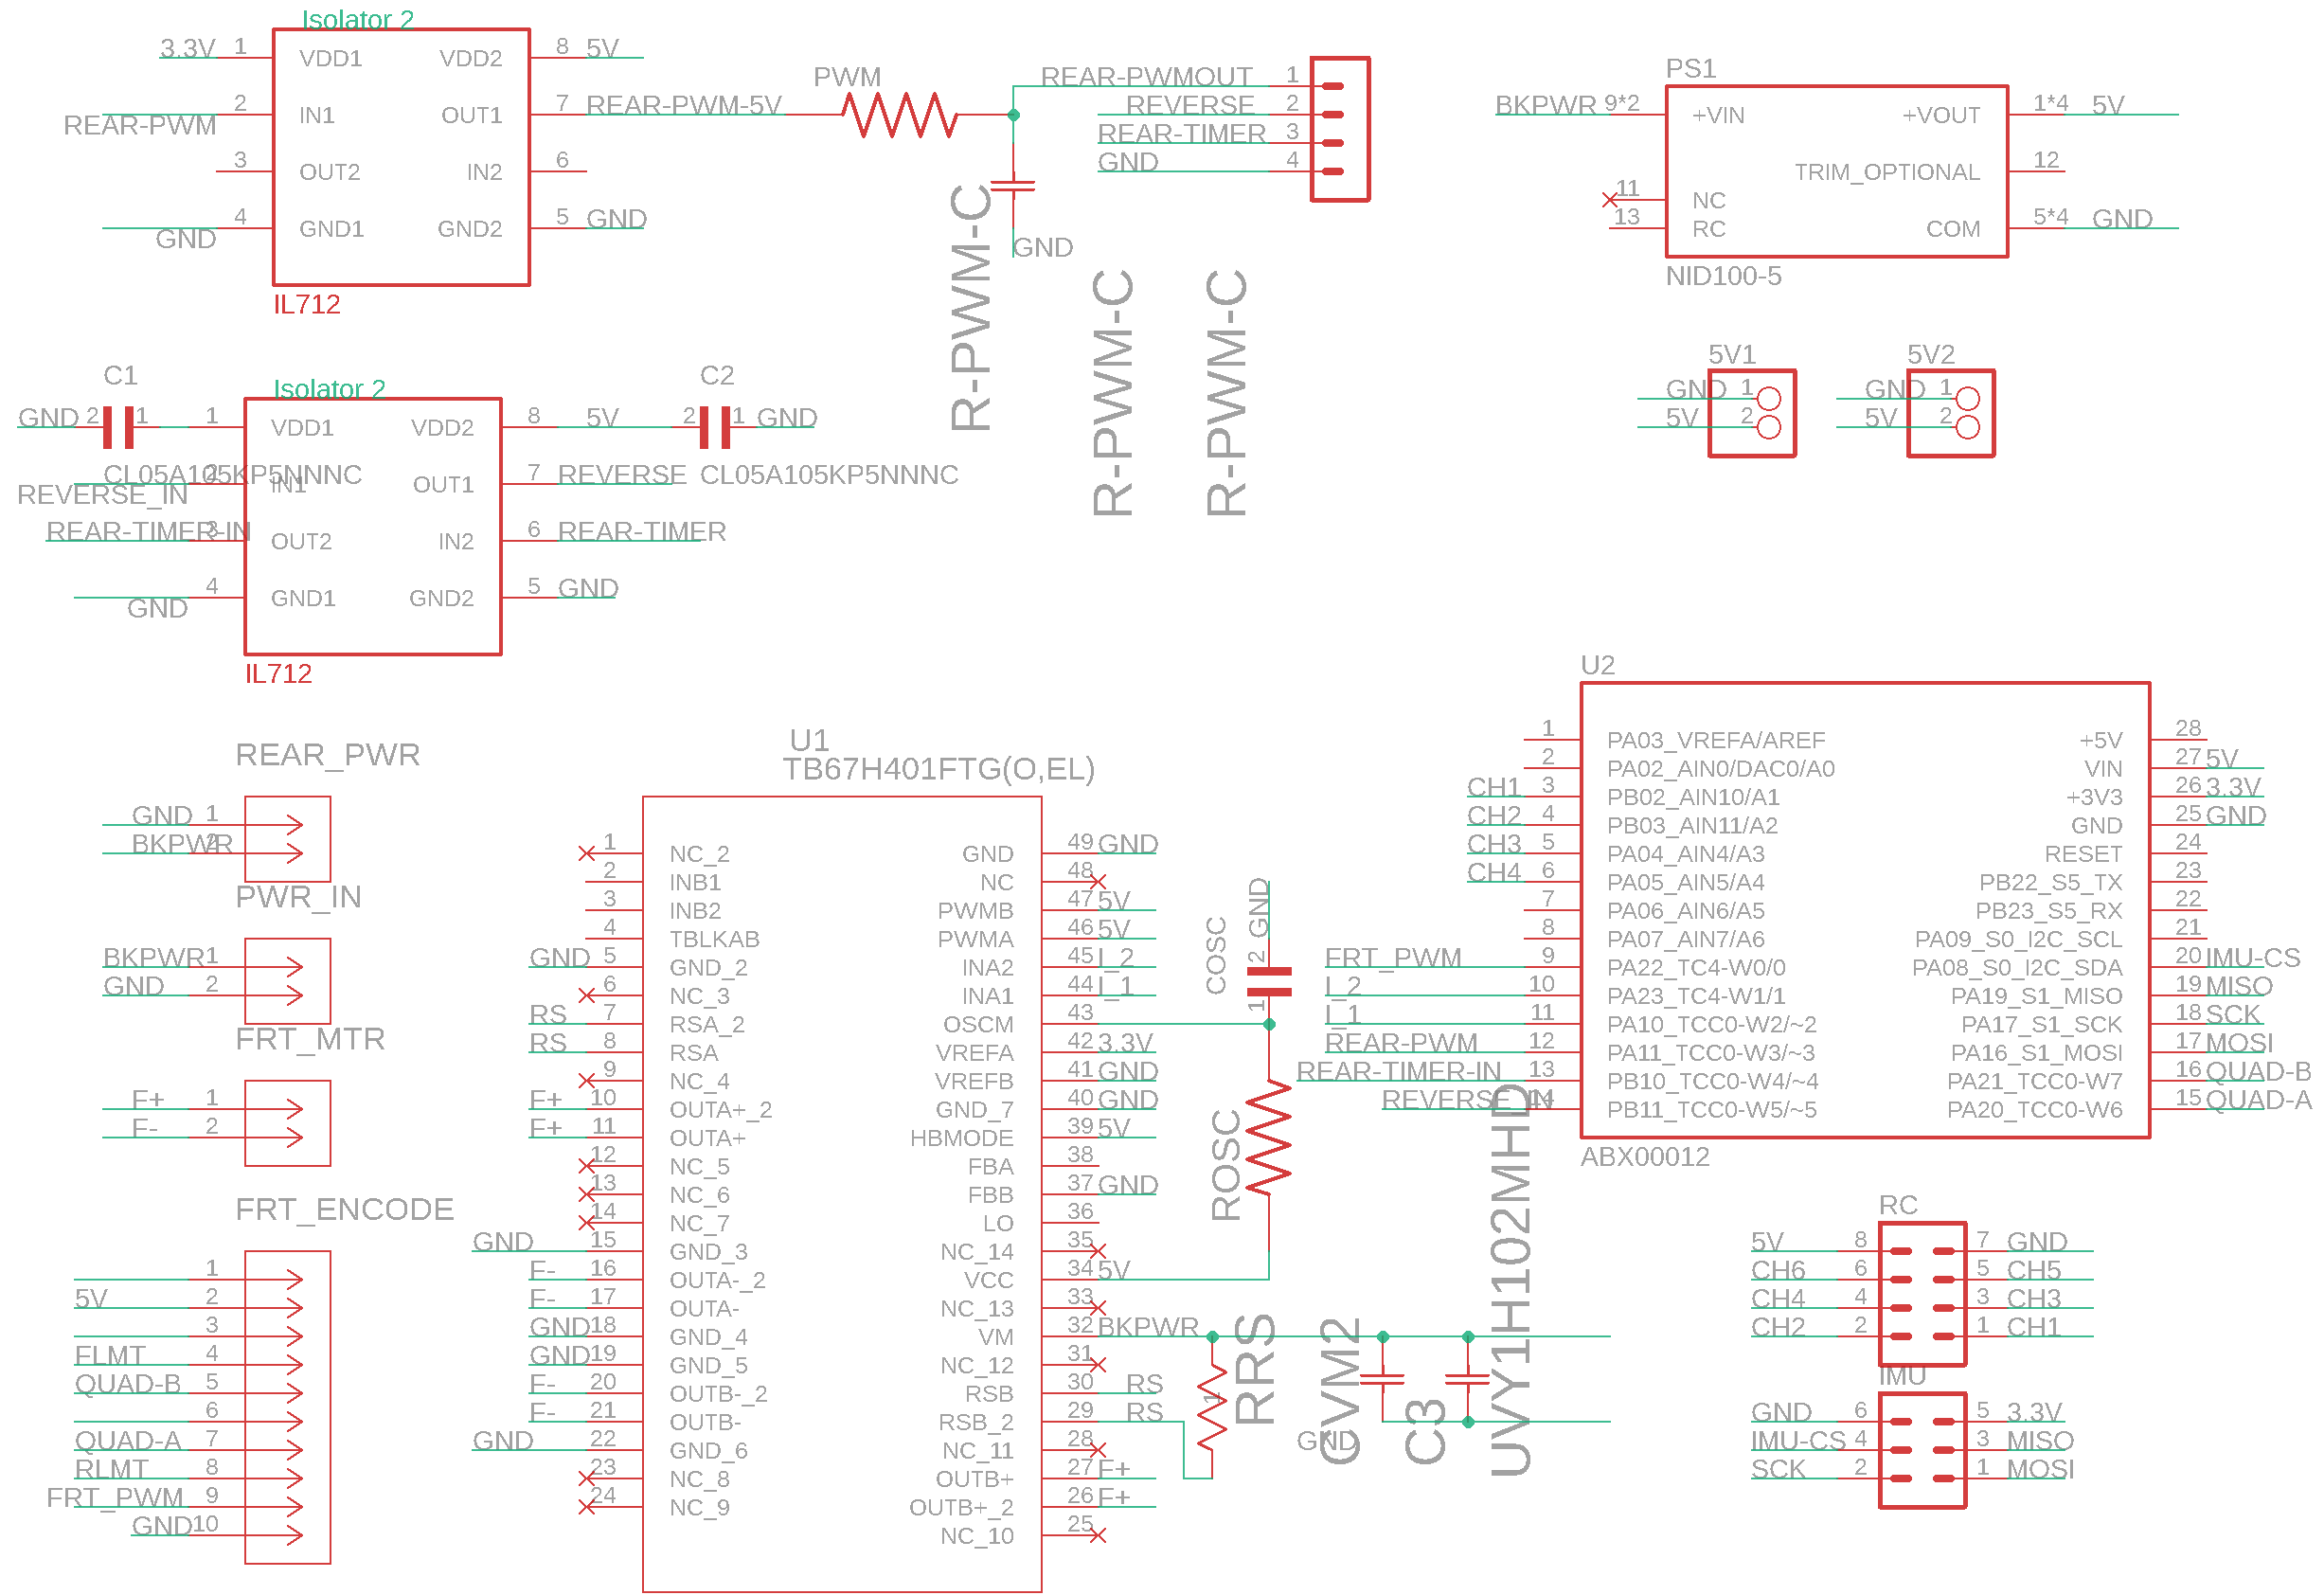 Isolator 2
3.3V 1 VDD1 VDD2 8 5V
REAR-PWM 2 IN1 OUT1 7 REAR-PWM-5V
3 OUT2 IN2 6
GND 4 GND1 GND2 5 GND
IL712
PWM
R-PWM-C
GND
REAR-PWMOUT 1
REVERSE 2
REAR-TIMER 3
GND 4
R-PWM-C
R-PWM-C
PS1
BKPWR 9*2 +VIN +VOUT 1*4 5V
TRIM_OPTIONAL 12
11 NC
13 RC COM 5*4 GND
NID100-5
5V1
GND 1
5V 2
5V2
GND 1
5V 2
C1
GND 2 1
CL05A105KP5NNNC
Isolator 2
1 VDD1 VDD2 8 5V
REVERSE_IN 2 IN1 OUT1 7 REVERSE
REAR-TIMER-IN 3 OUT2 IN2 6 REAR-TIMER
GND 4 GND1 GND2 5 GND
IL712
C2
2 1 GND
CL05A105KP5NNNC
REAR_PWR
GND 1
BKPWR 2
PWR_IN
BKPWR 1
GND 2
FRT_MTR
F+ 1
F- 2
FRT_ENCODE
1
5V 2
3
FLMT 4
QUAD-B 5
6
QUAD-A 7
RLMT 8
FRT_PWM 9
GND 10
U1
TB67H401FTG(O,EL)
1 NC_2 GND 49 GND
2 INB1 NC 48
3 INB2 PWMB 47 5V
4 TBLKAB PWMA 46 5V
GND 5 GND_2 INA2 45 I_2
6 NC_3 INA1 44 I_1
RS 7 RSA_2 OSCM 43
RS 8 RSA VREFA 42 3.3V
9 NC_4 VREFB 41 GND
F+ 10 OUTA+_2 GND_7 40 GND
F+ 11 OUTA+ HBMODE 39 5V
12 NC_5 FBA 38
13 NC_6 FBB 37 GND
14 NC_7 LO 36
GND 15 GND_3 NC_14 35
F- 16 OUTA-_2 VCC 34 5V
F- 17 OUTA- NC_13 33
GND 18 GND_4 VM 32 BKPWR
GND 19 GND_5 NC_12 31
F- 20 OUTB-_2 RSB 30 RS
F- 21 OUTB- RSB_2 29 RS
GND 22 GND_6 NC_11 28
23 NC_8 OUTB+ 27 F+
24 NC_9 OUTB+_2 26 F+
NC_10 25
COSC
GND 2 1
ROSC
RRS
1
CVM2
GND
C3
UVY1H102MHD
U2
1 PA03_VREFA/AREF +5V 28
2 PA02_AIN0/DAC0/A0 VIN 27 5V
CH1 3 PB02_AIN10/A1 +3V3 26 3.3V
CH2 4 PB03_AIN11/A2 GND 25 GND
CH3 5 PA04_AIN4/A3 RESET 24
CH4 6 PA05_AIN5/A4 PB22_S5_TX 23
7 PA06_AIN6/A5 PB23_S5_RX 22
8 PA07_AIN7/A6 PA09_S0_I2C_SCL 21
FRT_PWM 9 PA22_TC4-W0/0 PA08_S0_I2C_SDA 20 IMU-CS
I_2 10 PA23_TC4-W1/1 PA19_S1_MISO 19 MISO
I_1 11 PA10_TCC0-W2/~2 PA17_S1_SCK 18 SCK
REAR-PWM 12 PA11_TCC0-W3/~3 PA16_S1_MOSI 17 MOSI
REAR-TIMER-IN 13 PB10_TCC0-W4/~4 PA21_TCC0-W7 16 QUAD-B
REVERSE_IN 14 PB11_TCC0-W5/~5 PA20_TCC0-W6 15 QUAD-A
ABX00012
RC
5V 8 7 GND
CH6 6 5 CH5
CH4 4 3 CH3
CH2 2 1 CH1
IMU
GND 6 5 3.3V
IMU-CS 4 3 MISO
SCK 2 1 MOSI